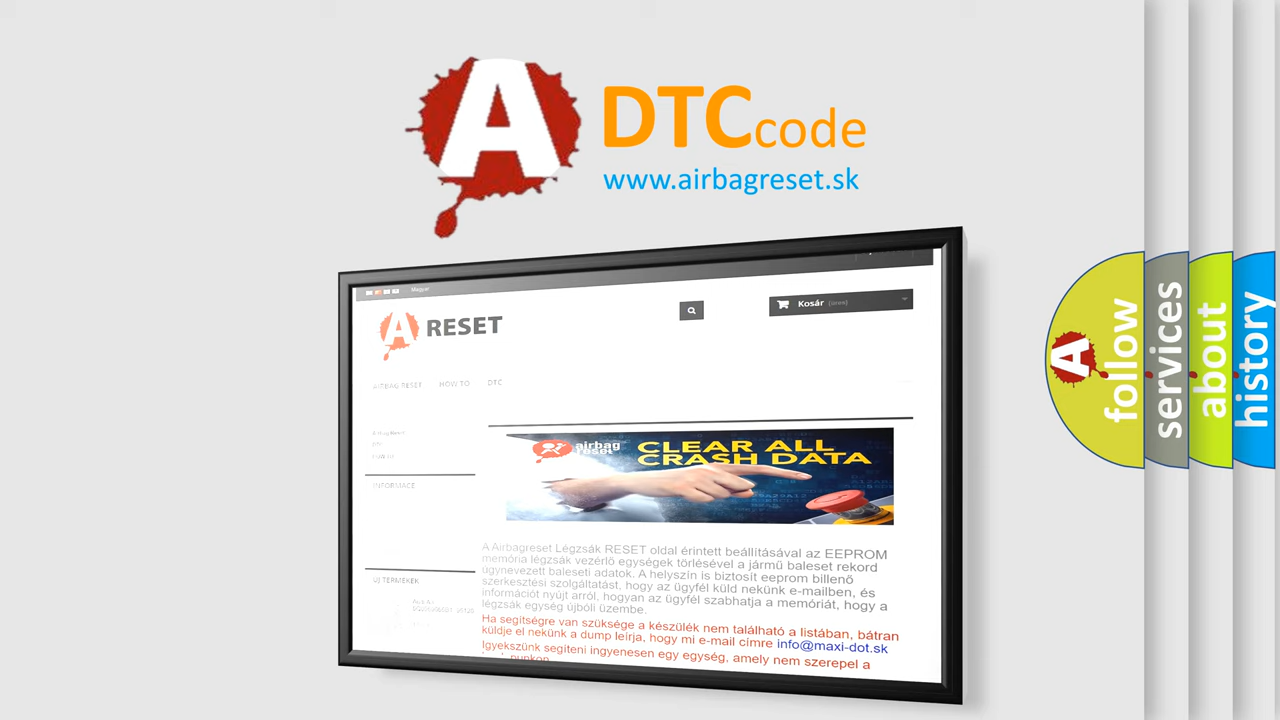 A
DTCcode
www.airbagreset.sk
Magyar
A RESET
Kosár (üres)
AIRBAG RESET HOW TO DTC
INFORMACE
ÚJ TERMÉKEK
airbag
reset
CLEAR ALL
CRASH DATA
A Airbagreset Légzsák RESET oldal érintett beállításával az EEPROM
memória légzsák vezérlő egységek törlésével a jármű baleset rekord
úgynevezett baleseti adatok. A helyszín is biztosít eeprom billenő
szerkesztési szolgáltatást, hogy az ügyfél küld nekünk e-mailben, és
információt nyújt arról, hogyan az ügyfél szabhatja a memóriát, hogy a
légzsák egység újbóli üzembe.
Ha segítségre van szüksége a készülék nem található a listában, bátran
küldje el nekünk a dump leírja, hogy mi e-mail címre info@maxi-dot.sk
Igyekszünk segíteni ingyenesen egy egység, amely nem szerepel a
A
follow
services
about
history